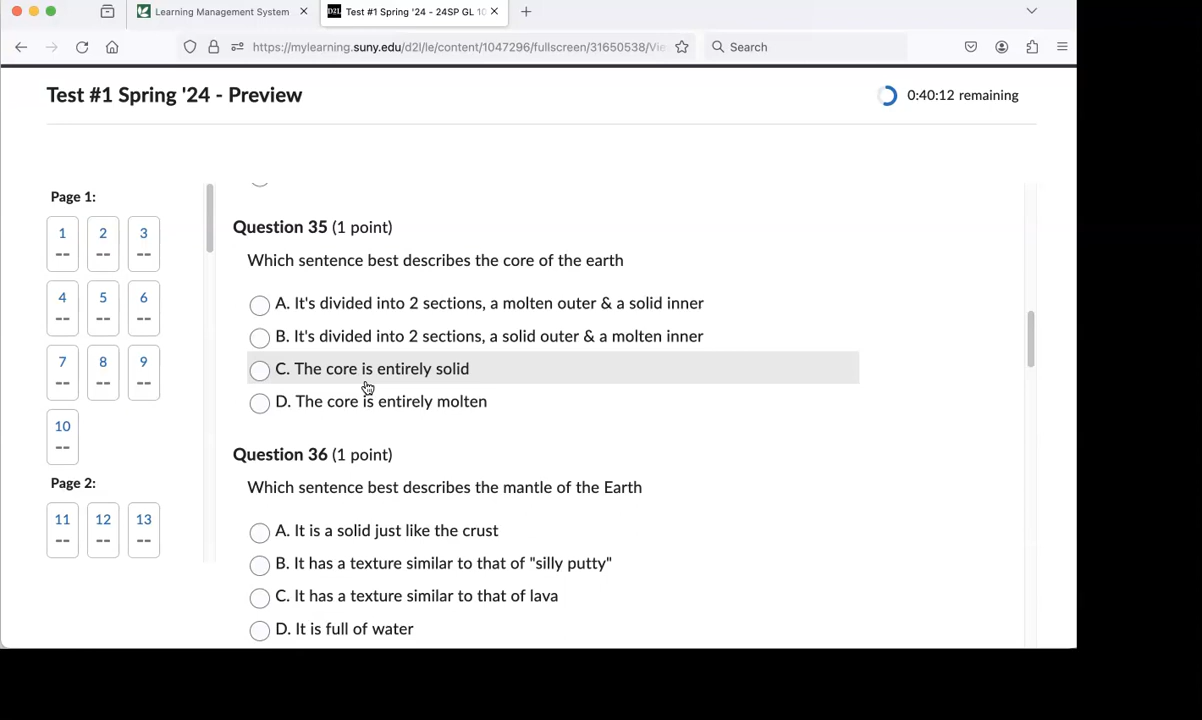 Learning Management System
Test #1 Spring '24 - 24SP GL 10
https://mylearning.suny.edu/d2l/le/content/1047296/fullscreen/31650538/Vie
Search
Test #1 Spring '24 - Preview
0:40:12 remaining
Page 1:
1 2 3
-- -- --
4 5 6
-- -- --
7 8 9
-- -- --
10
--
Page 2:
11 12 13
-- -- --
Question 35 (1 point)
Which sentence best describes the core of the earth
A. It's divided into 2 sections, a molten outer & a solid inner
B. It's divided into 2 sections, a solid outer & a molten inner
C. The core is entirely solid
D. The core is entirely molten
Question 36 (1 point)
Which sentence best describes the mantle of the Earth
A. It is a solid just like the crust
B. It has a texture similar to that of "silly putty"
C. It has a texture similar to that of lava
D. It is full of water